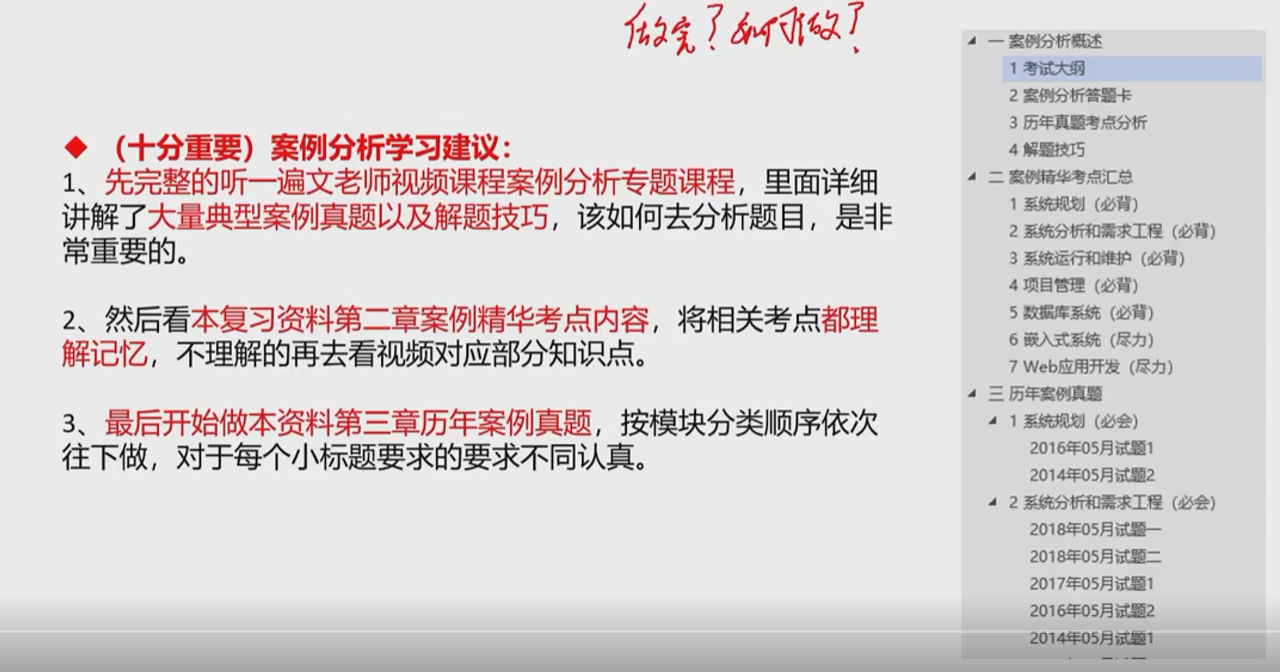 做完？如何做？
◆（十分重要）案例分析学习建议：
1、先完整的听一遍文老师视频课程案例分析专题课程，里面详细
讲解了大量典型案例真题以及解题技巧，该如何去分析题目，是非
常重要的。
2、然后看本复习资料第二章案例精华考点内容，将相关考点都理
解记忆，不理解的再去看视频对应部分知识点。
3、最后开始做本资料第三章历年案例真题，按模块分类顺序依次
往下做，对于每个小标题要求的要求不同认真。
一 案例分析概述
1 考试大纲
2 案例分析答题卡
3 历年真题考点分析
4 解题技巧
二 案例精华考点汇总
1 系统规划（必背）
2 系统分析和需求工程（必背）
3 系统运行和维护（必背）
4 项目管理（必背）
5 数据库系统（必背）
6 嵌入式系统（尽力）
7 Web应用开发（尽力）
三 历年案例真题
1 系统规划（必会）
2016年05月试题1
2014年05月试题2
2 系统分析和需求工程（必会）
2018年05月试题一
2018年05月试题二
2017年05月试题1
2016年05月试题2
2014年05月试题1